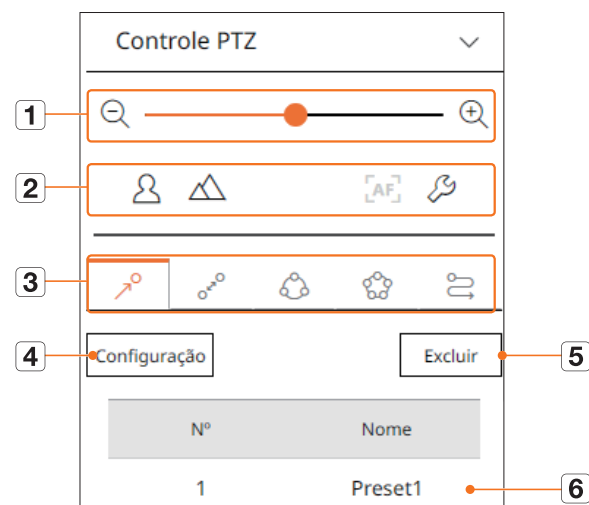 Controle PTZ
1
2
AF
3
4
Configuração
Excluir
5
Nº Nome
1 Preset1
6